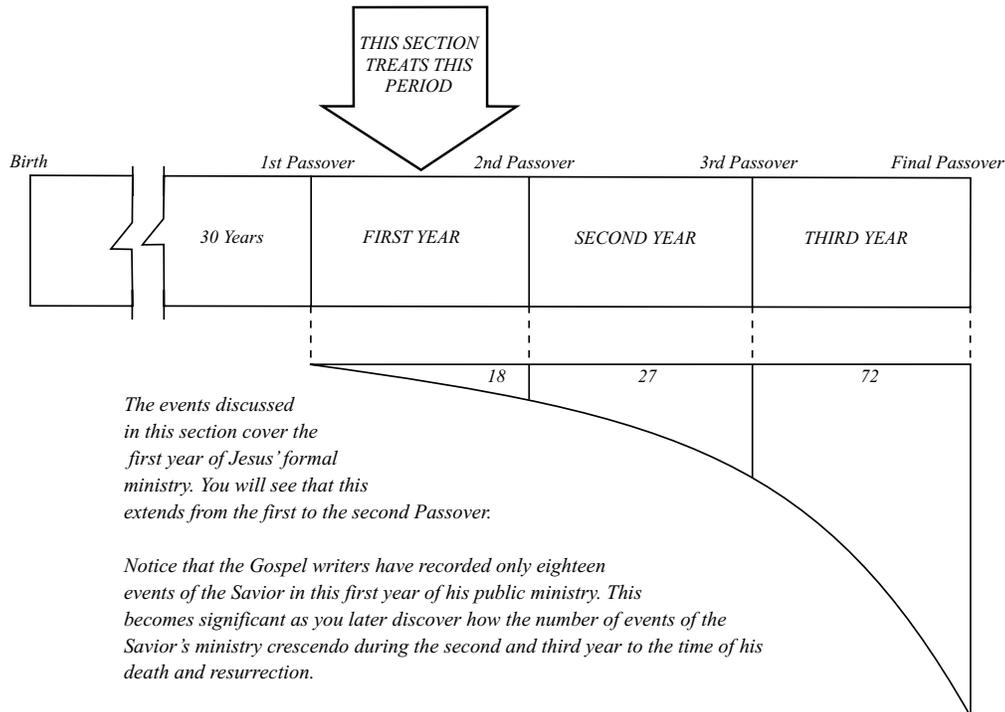 THIS SECTION
TREATS THIS
PERIOD
Birth
1st Passover
2nd Passover
3rd Passover
Final Passover
30 Years
FIRST YEAR
SECOND YEAR
THIRD YEAR
18
27
72
The events discussed
in this section cover the
first year of Jesus' formal
ministry. You will see that this
extends from the first to the second Passover.
Notice that the Gospel writers have recorded only eighteen
events of the Savior in this first year of his public ministry. This
becomes significant as you later discover how the number of events of the
Savior's ministry crescendo during the second and third year to the time of his
death and resurrection.